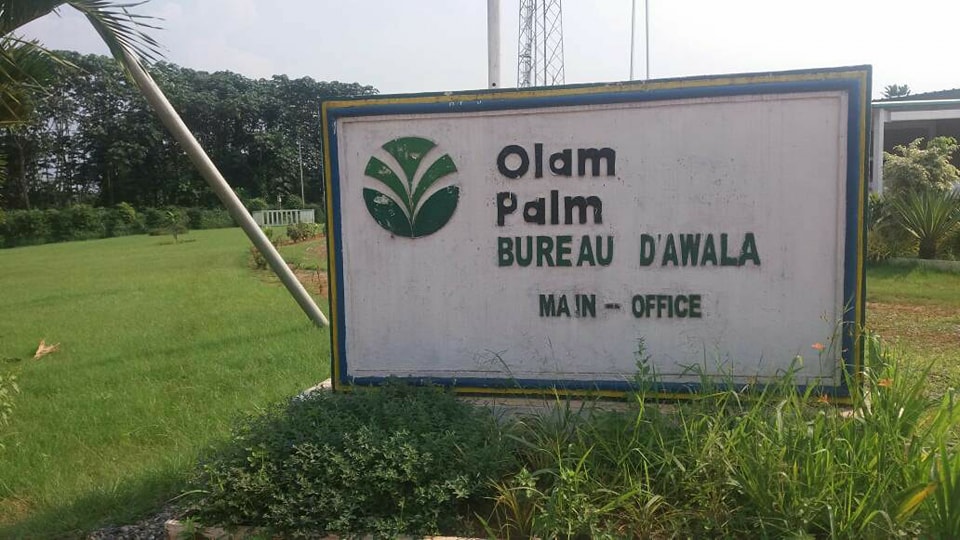 Olam
Palm
BUREAU D'AWALA
MAIN - OFFICE